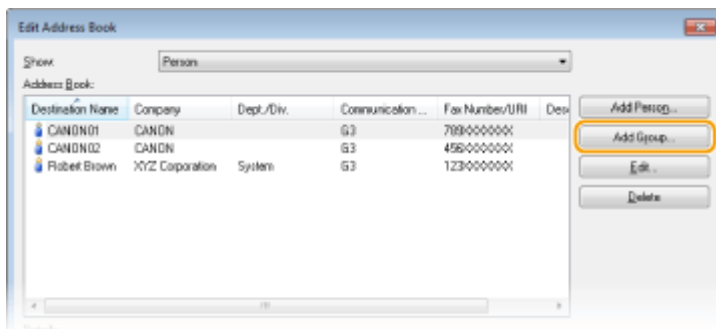 Edit Address Book
Show: Person
Address Book:
Destination Name Company Dept./Div. Communication ... Fax Number/URI Des
CANON01 CANON G3 789XXXXXXX
CANON02 CANON G3 456XXXXXXX
Robert Brown XYZ Corporation System G3 123XXXXXXX
Add Person...
Add Group...
Edit...
Delete